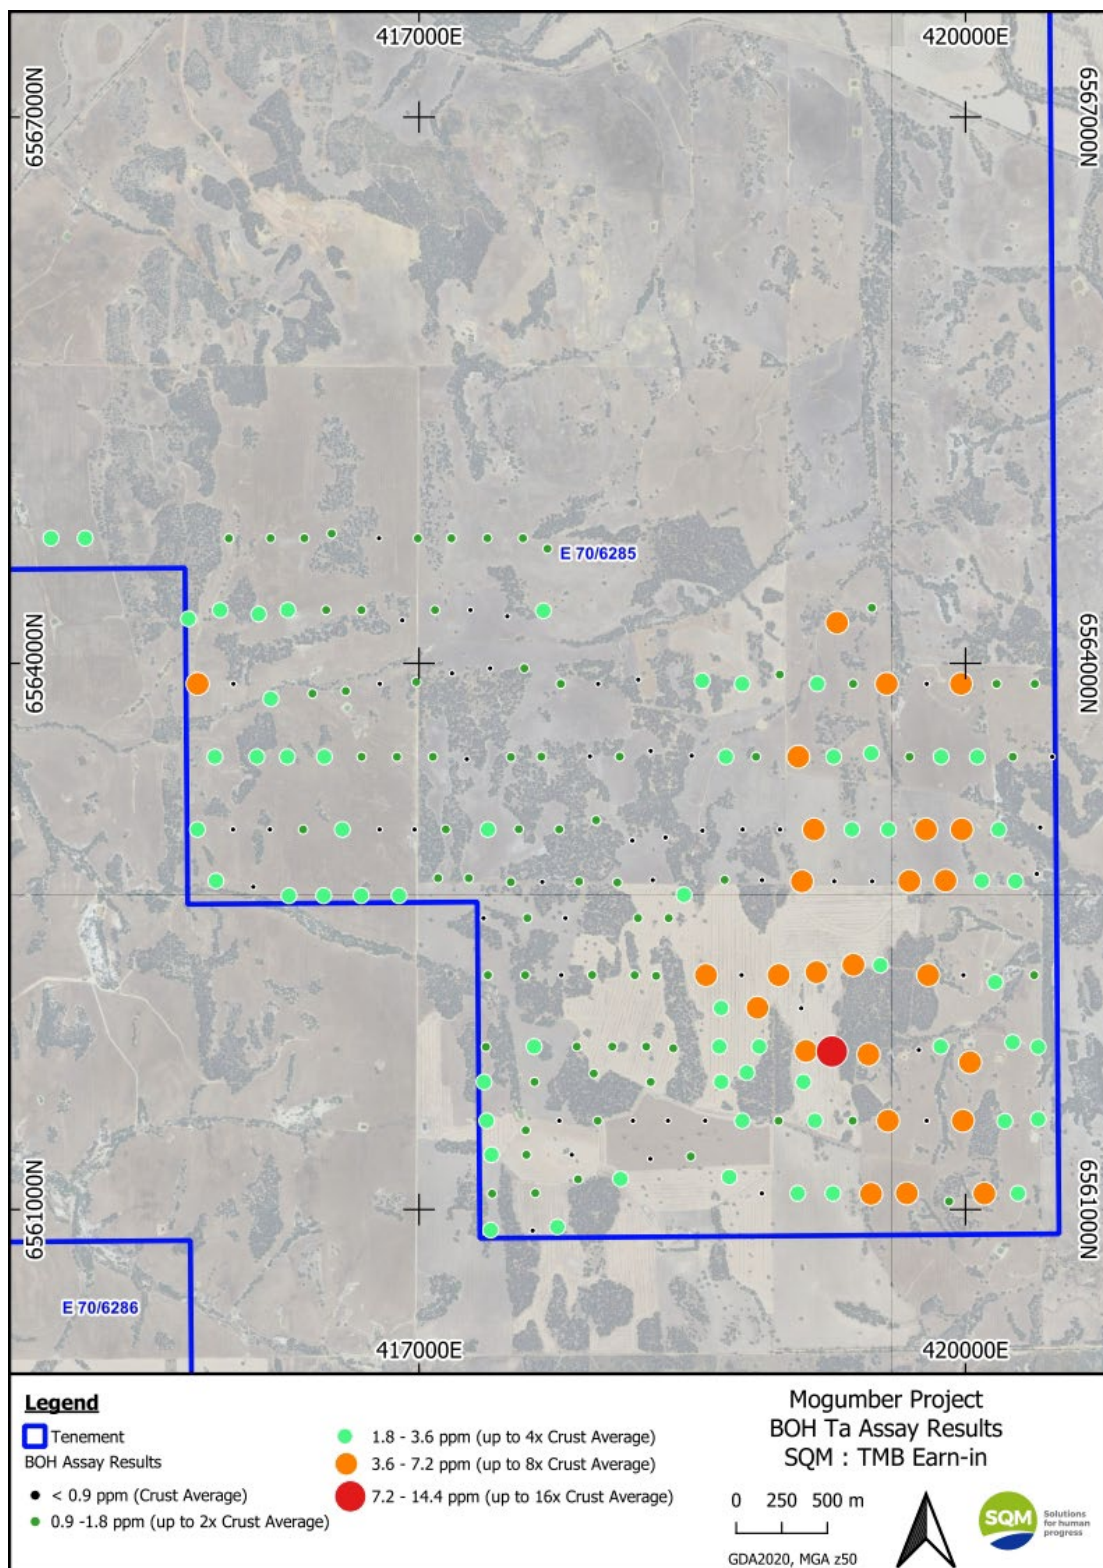 417000E
420000E
6567000N
6567000N
E 70/6285
6564000N
6564000N
6561000N
6561000N
E 70/6286
417000E
420000E
Legend
Tenement
BOH Assay Results
< 0.9 ppm (Crust Average)
0.9 -1.8 ppm (up to 2x Crust Average)
1.8 - 3.6 ppm (up to 4x Crust Average)
3.6 - 7.2 ppm (up to 8x Crust Average)
7.2 - 14.4 ppm (up to 16x Crust Average)
Mogumber Project
BOH Ta Assay Results
SQM : TMB Earn-in
0 250 500 m
GDA2020, MGA z50
SQM
Solutions
for human
progress